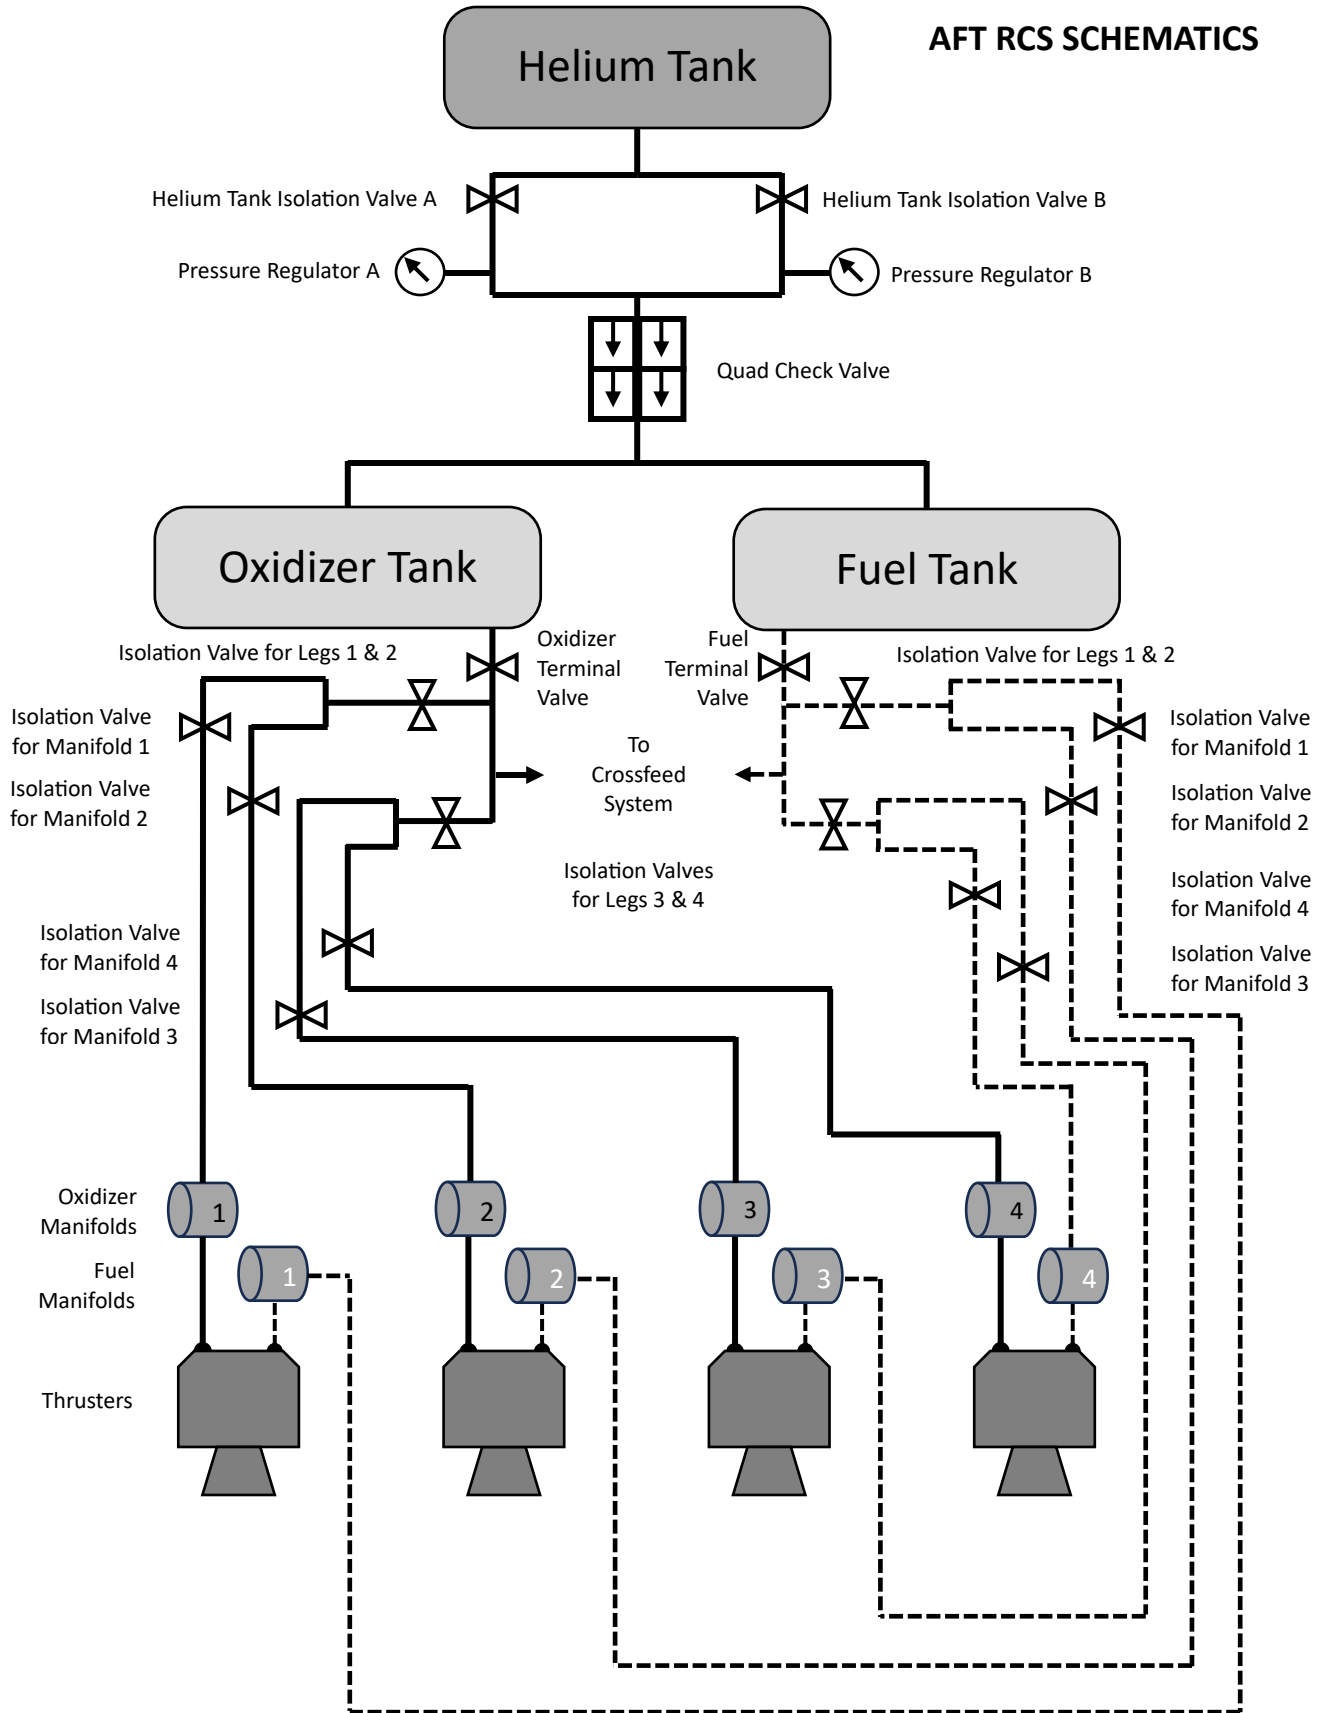 AFT RCS SCHEMATICS
Helium Tank
Helium Tank Isolation Valve A
Helium Tank Isolation Valve B
Pressure Regulator A
Pressure Regulator B
Quad Check Valve
Oxidizer Tank
Fuel Tank
Isolation Valve for Legs 1 & 2
Oxidizer
Terminal
Valve
Fuel
Terminal
Valve
Isolation Valve for Legs 1 & 2
Isolation Valve
for Manifold 1
Isolation Valve
for Manifold 2
To
Crossfeed
System
Isolation Valve
for Manifold 1
Isolation Valve
for Manifold 2
Isolation Valves
for Legs 3 & 4
Isolation Valve
for Manifold 4
Isolation Valve
for Manifold 3
Isolation Valve
for Manifold 4
Isolation Valve
for Manifold 3
Oxidizer
Manifolds
1
2
3
4
Fuel
Manifolds
1
2
3
4
Thrusters